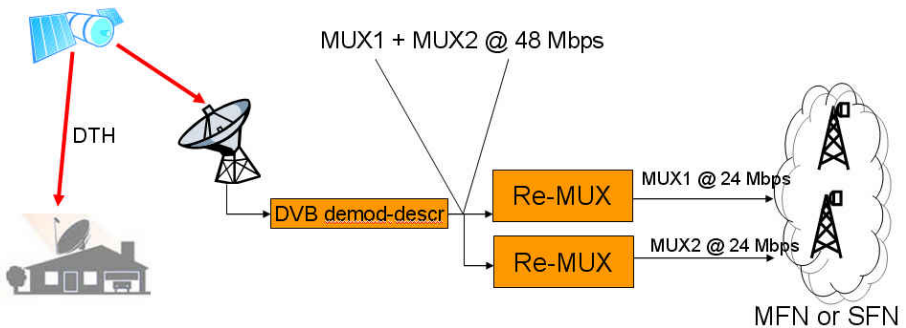 MUX1 + MUX2 @ 48 Mbps
DTH
DVB demod-descr
Re-MUX
MUX1 @ 24 Mbps
Re-MUX
MUX2 @ 24 Mbps
MFN or SFN